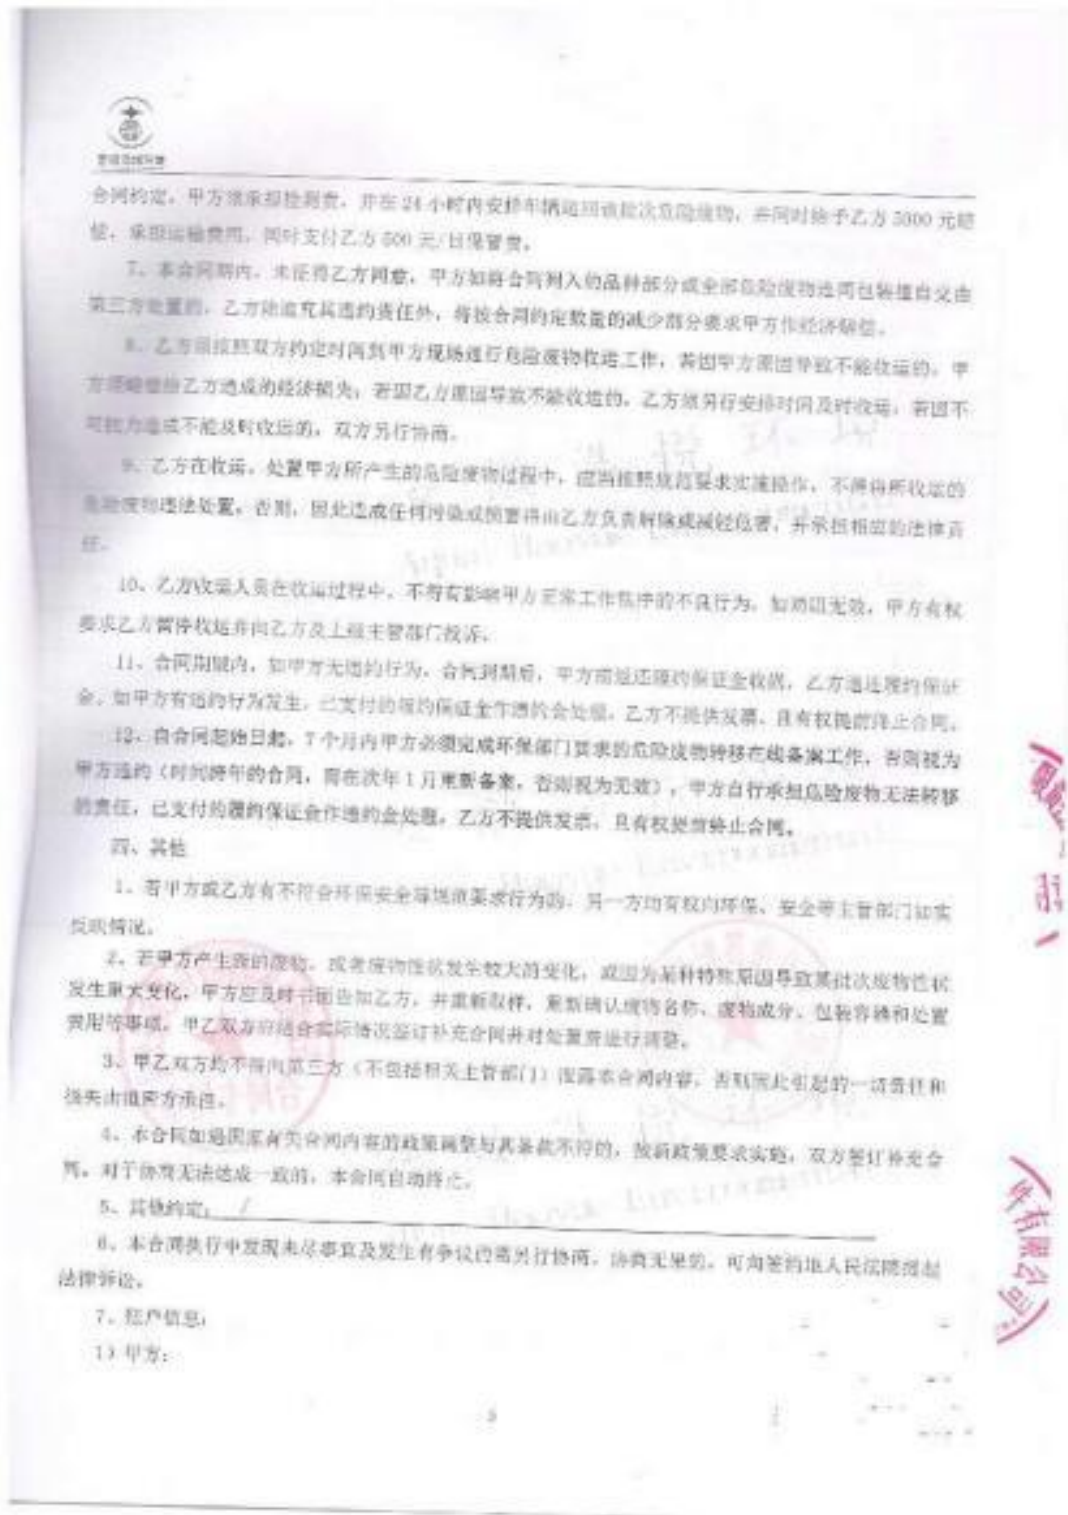 合同约定，甲方须承担检测费，并在24小时内安排车辆运回该批次危险废物，并同时给予乙方3000元赔
偿，承担运输费用，同时支付乙方500元/日保管费。
7、本合同期内，未征得乙方同意，甲方如将合同列入的品种部分或全部危险废物连同包装擅自交由
第三方处置的，乙方除追究其违约责任外，将按合同约定数量的减少部分要求甲方作经济赔偿。
8、乙方须按照双方约定时间到甲方现场进行危险废物收运工作，若因甲方原因导致不能收运的，甲
方须赔偿给乙方造成的经济损失；若因乙方原因导致不能收运的，乙方须另行安排时间及时收运；若因不
可抗力造成不能及时收运的，双方另行协商。
9、乙方在收运、处置甲方所产生的危险废物过程中，应当按照规范要求实施操作，不得将所收运的
危险废物违法处置。否则，因此造成任何污染或损害将由乙方负责解除或减轻危害，并承担相应的法律责
任。
10、乙方收运人员在收运过程中，不得有影响甲方正常工作秩序的不良行为，如劝阻无效，甲方有权
要求乙方暂停收运并向乙方及上级主管部门投诉。
11、合同期限内，如甲方无违约行为，合同到期后，甲方需返还履约保证金收据，乙方退还履约保证
金。如甲方有违约行为发生，已支付的履约保证金作违约金处理，乙方不提供发票，且有权提前终止合同。
12、自合同起始日起，7个月内甲方必须完成环保部门要求的危险废物转移在线备案工作，否则视为
甲方违约（时间跨年的合同，需在次年1月重新备案，否则视为无效），甲方自行承担危险废物无法转移
的责任，已支付的履约保证金作违约金处理，乙方不提供发票，且有权提前终止合同。
四、其他
1、若甲方或乙方有不符合环保安全等规范要求行为的，另一方均有权向环保、安全等主管部门如实
反映情况。
2、若甲方产生新的废物，或者废物性状发生较大的变化，或因为某种特殊原因导致某批次废物性状
发生重大变化，甲方应及时书面告知乙方，并重新取样，重新确认废物名称、废物成分、包装容器和处置
费用等事项，甲乙双方应结合实际情况签订补充合同并对处置费进行调整。
3、甲乙双方均不得向第三方（不包括相关主管部门）泄露本合同内容，否则因此引起的一切责任和
损失由泄密方承担。
4、本合同如遇国家有关合同内容的政策调整与其条款不符的，按新政策要求实施，双方签订补充合
同。对于协商无法达成一致的，本合同自动终止。
5、其他约定： /
6、本合同执行中发现未尽事宜及发生有争议的需另行协商，协商无果的，可向签约地人民法院提起
法律诉讼。
7、账户信息：
1）甲方：
件有限公司